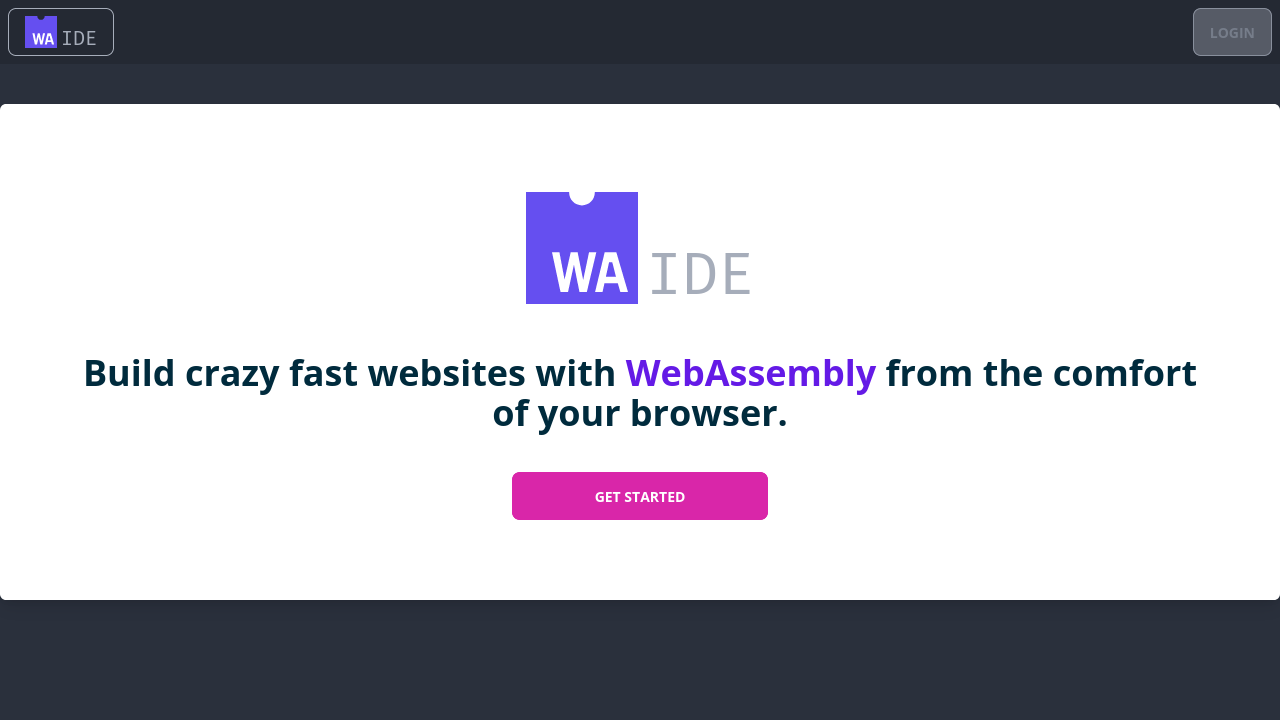 WA IDE
LOGIN
WA IDE
Build crazy fast websites with WebAssembly from the comfort
of your browser.
GET STARTED